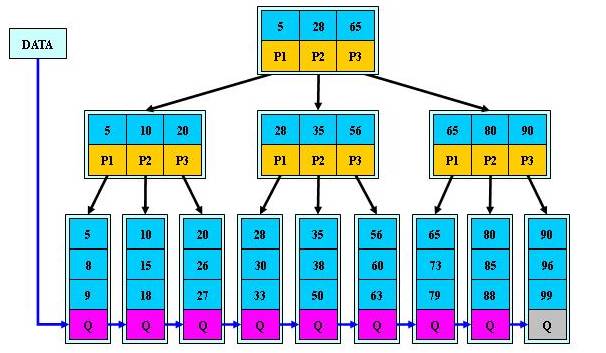 5 28 65
DATA
P1 P2 P3
5 10 20 28 35 56 65 80 90
P1 P2 P3 P1 P2 P3 P1 P2 P3
5 10 20 28 35 56 65 80 90
8 15 26 30 38 60 73 85 96
9 18 27 33 50 63 79 88 99
Q Q Q Q Q Q Q Q Q